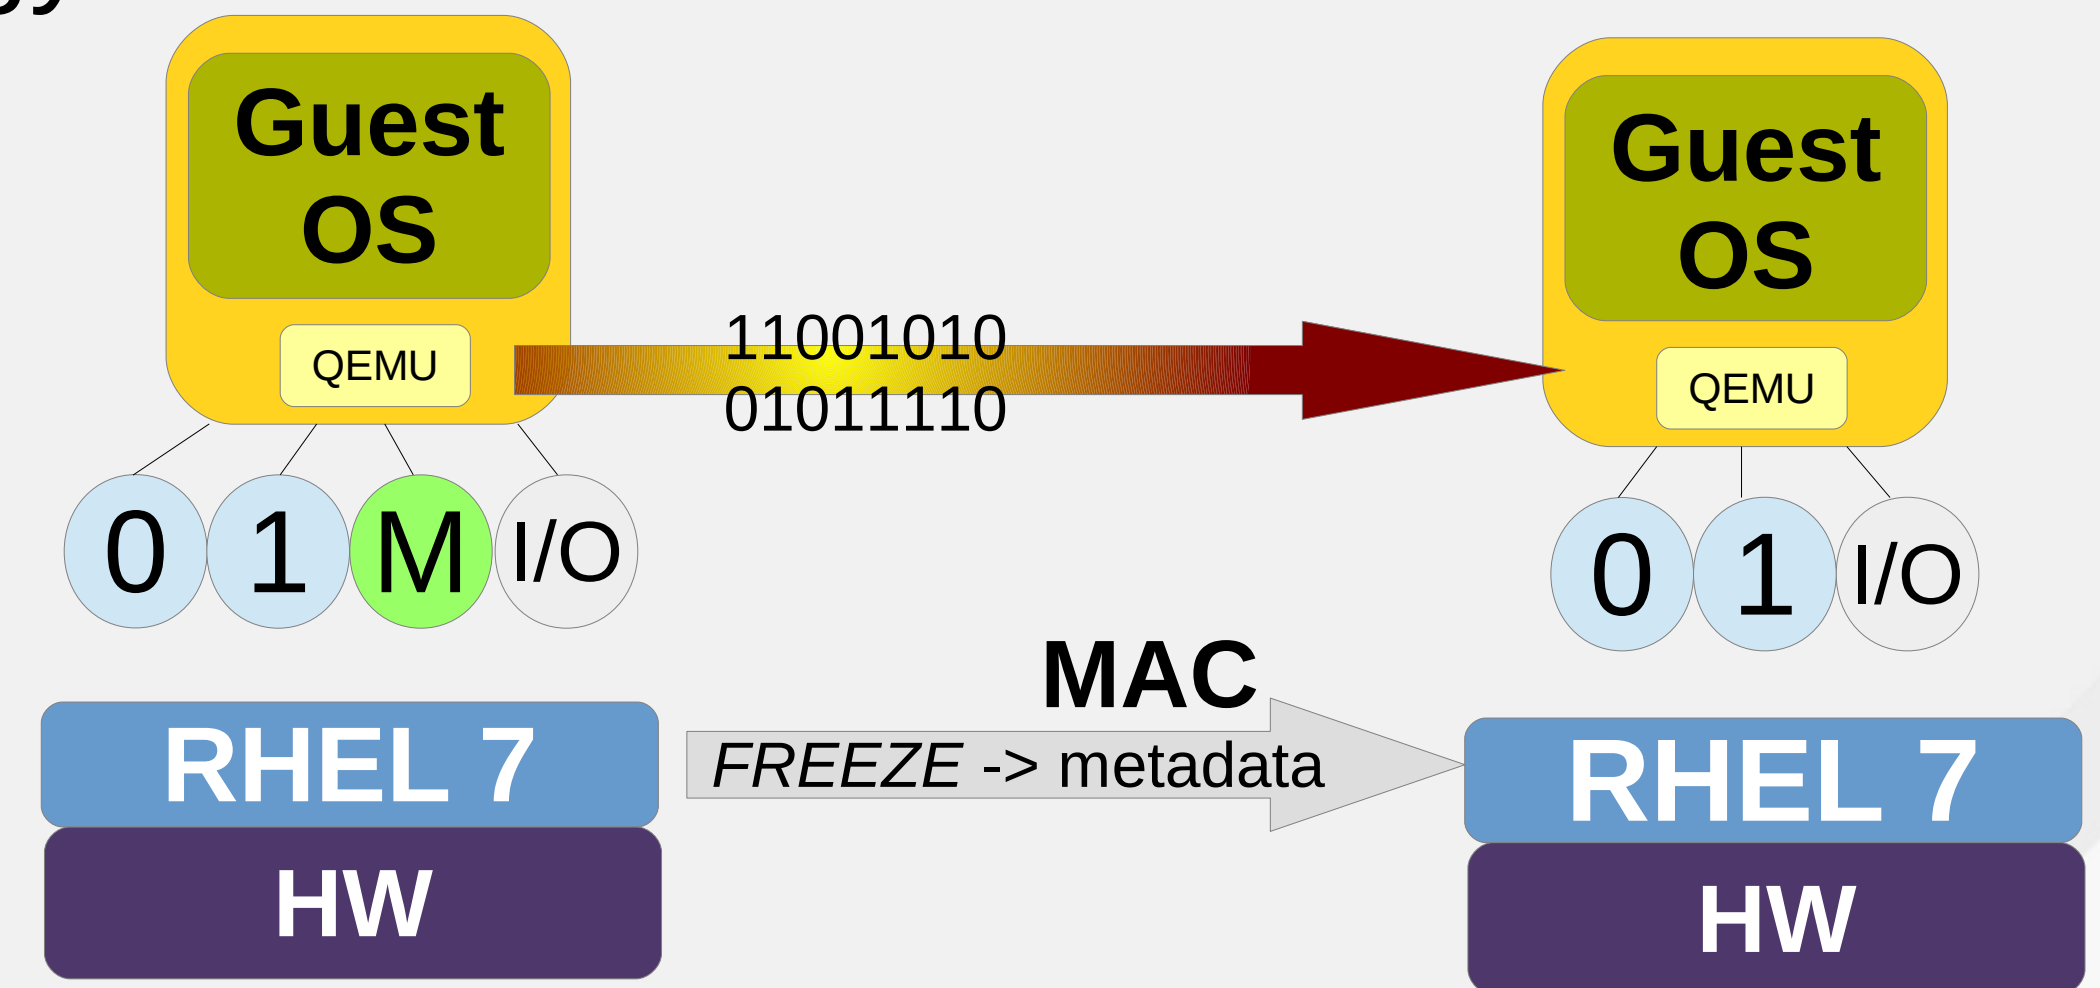 Guest
OS
QEMU
0 1 M I/O
RHEL 7
HW
11001010
01011110
MAC
FREEZE -> metadata
Guest
OS
QEMU
0 1 I/O
RHEL 7
HW